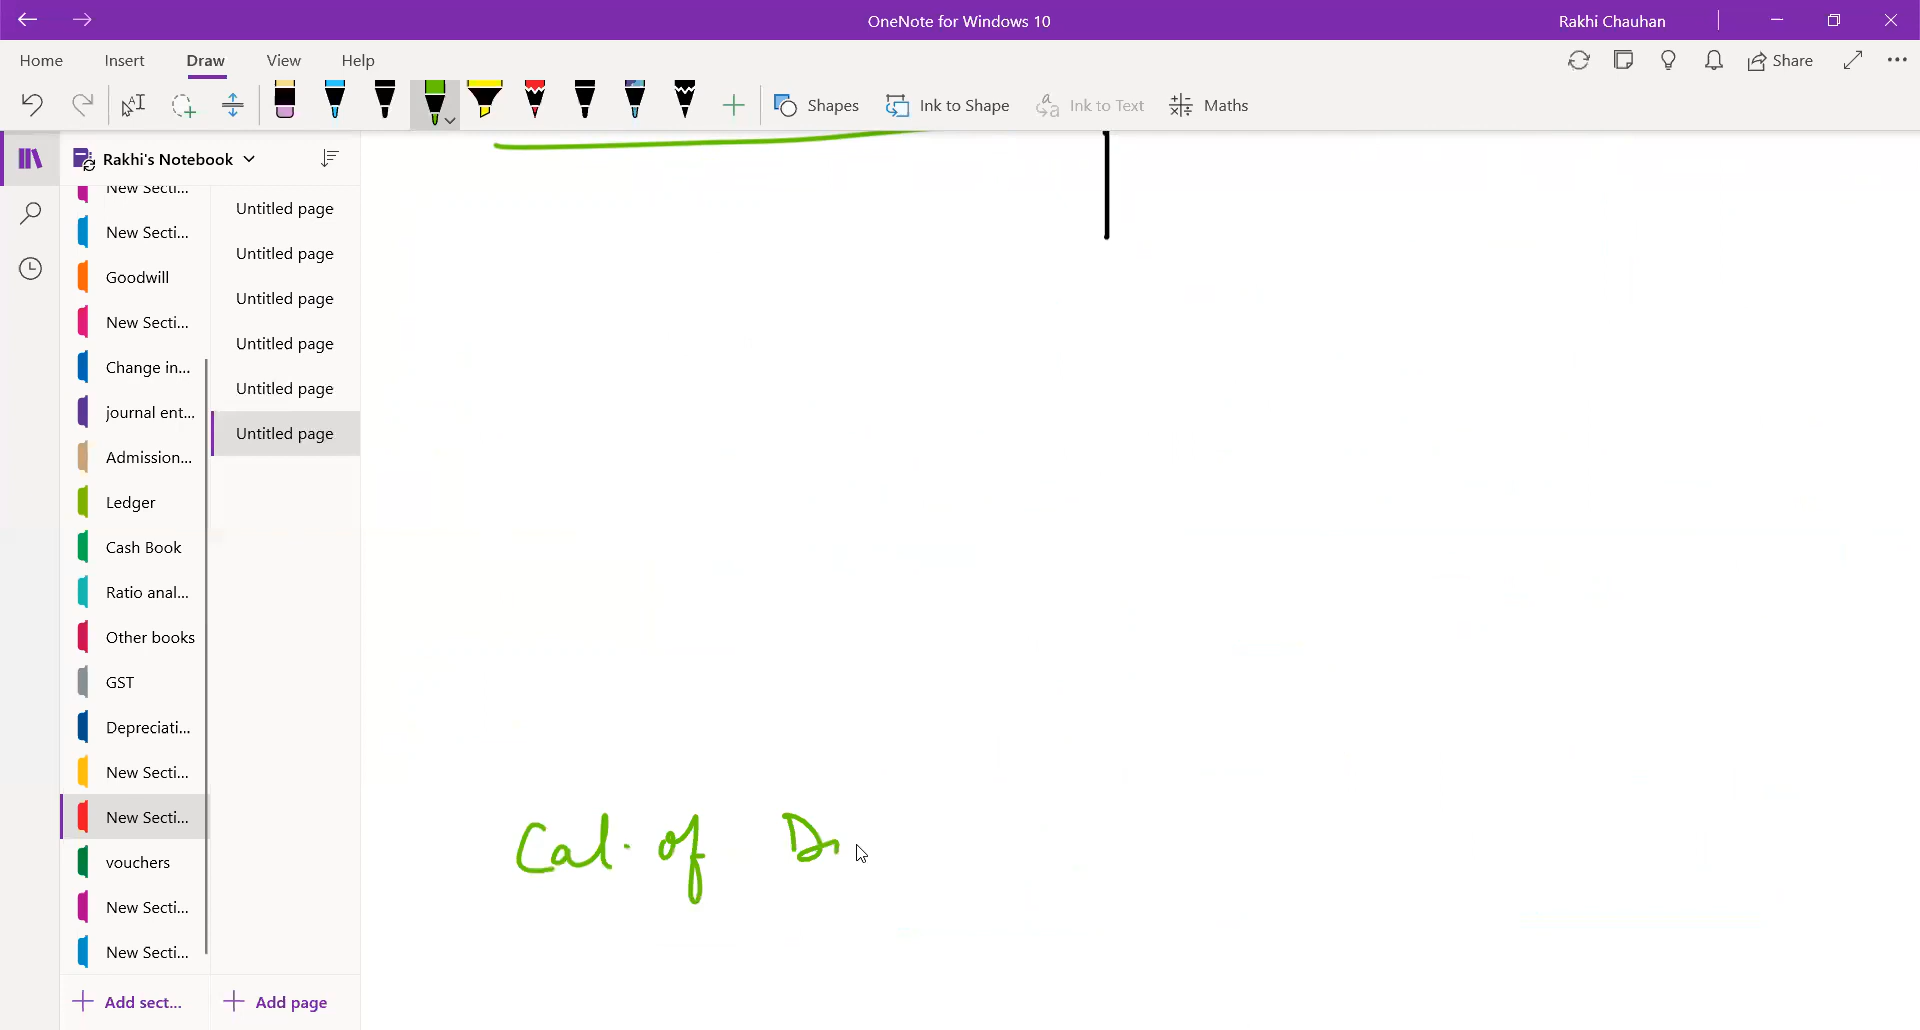 OneNote for Windows 10
Rakhi Chauhan
Home Insert Draw View Help
Share
Shapes Ink to Shape Ink to Text Maths
Rakhi's Notebook
New Secti...
New Secti...
Goodwill
New Secti...
Change in...
journal ent...
Admission...
Ledger
Cash Book
Ratio anal...
Other books
GST
Depreciati...
New Secti...
New Secti...
vouchers
New Secti...
New Secti...
Add sect...
Untitled page
Untitled page
Untitled page
Untitled page
Untitled page
Untitled page
Add page
Cal. of